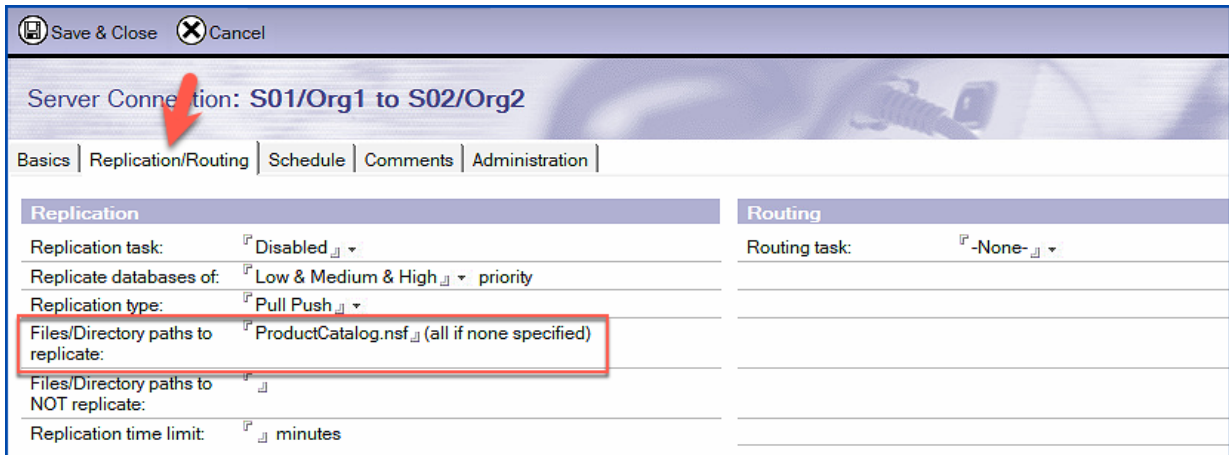 Save & Close Cancel
Server Connection: S01/Org1 to S02/Org2
Basics Replication/Routing Schedule Comments Administration
Replication
Replication task: Disabled
Replicate databases of: Low & Medium & High priority
Replication type: Pull Push
Files/Directory paths to replicate: ProductCatalog.nsf (all if none specified)
Files/Directory paths to NOT replicate:
Replication time limit: minutes
Routing
Routing task: -None-